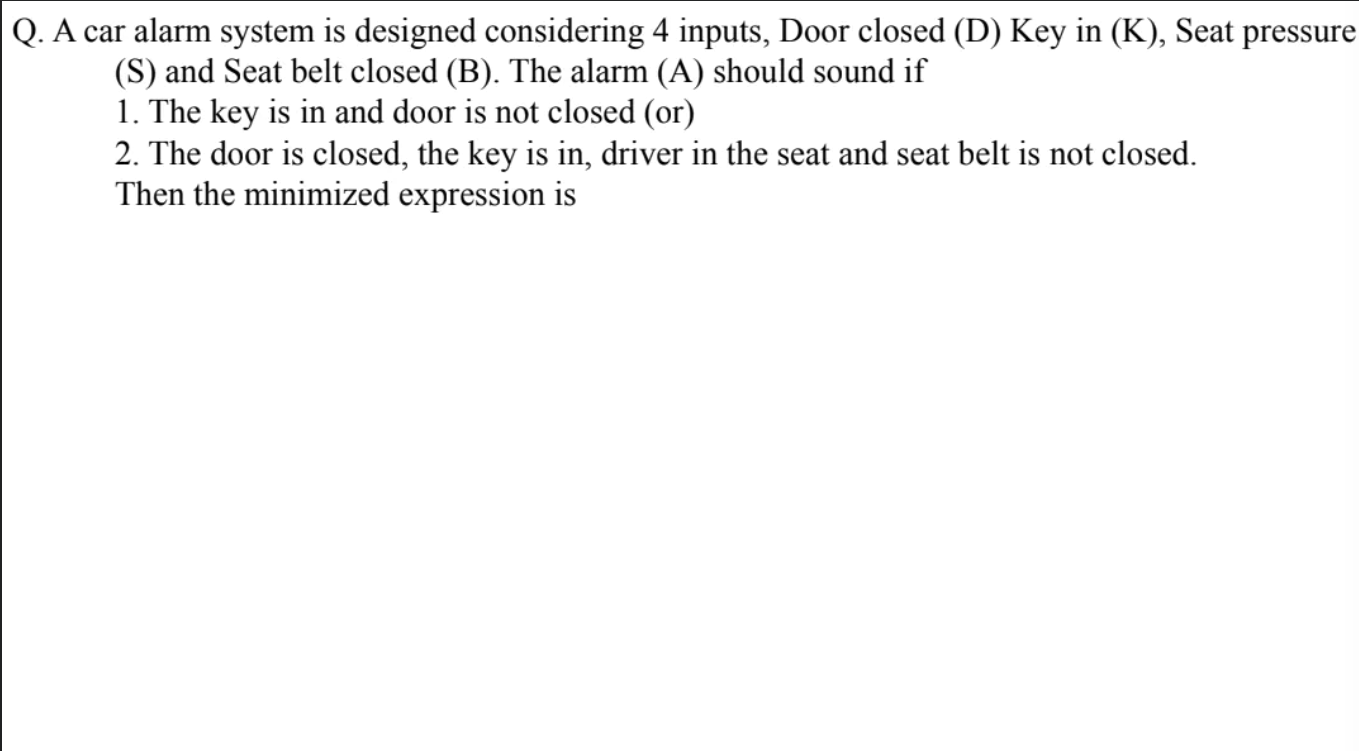 Q. A car alarm system is designed considering 4 inputs, Door closed (D) Key in (K), Seat pressure
(S) and Seat belt closed (B). The alarm (A) should sound if
1. The key is in and door is not closed (or)
2. The door is closed, the key is in, driver in the seat and seat belt is not closed.
Then the minimized expression is